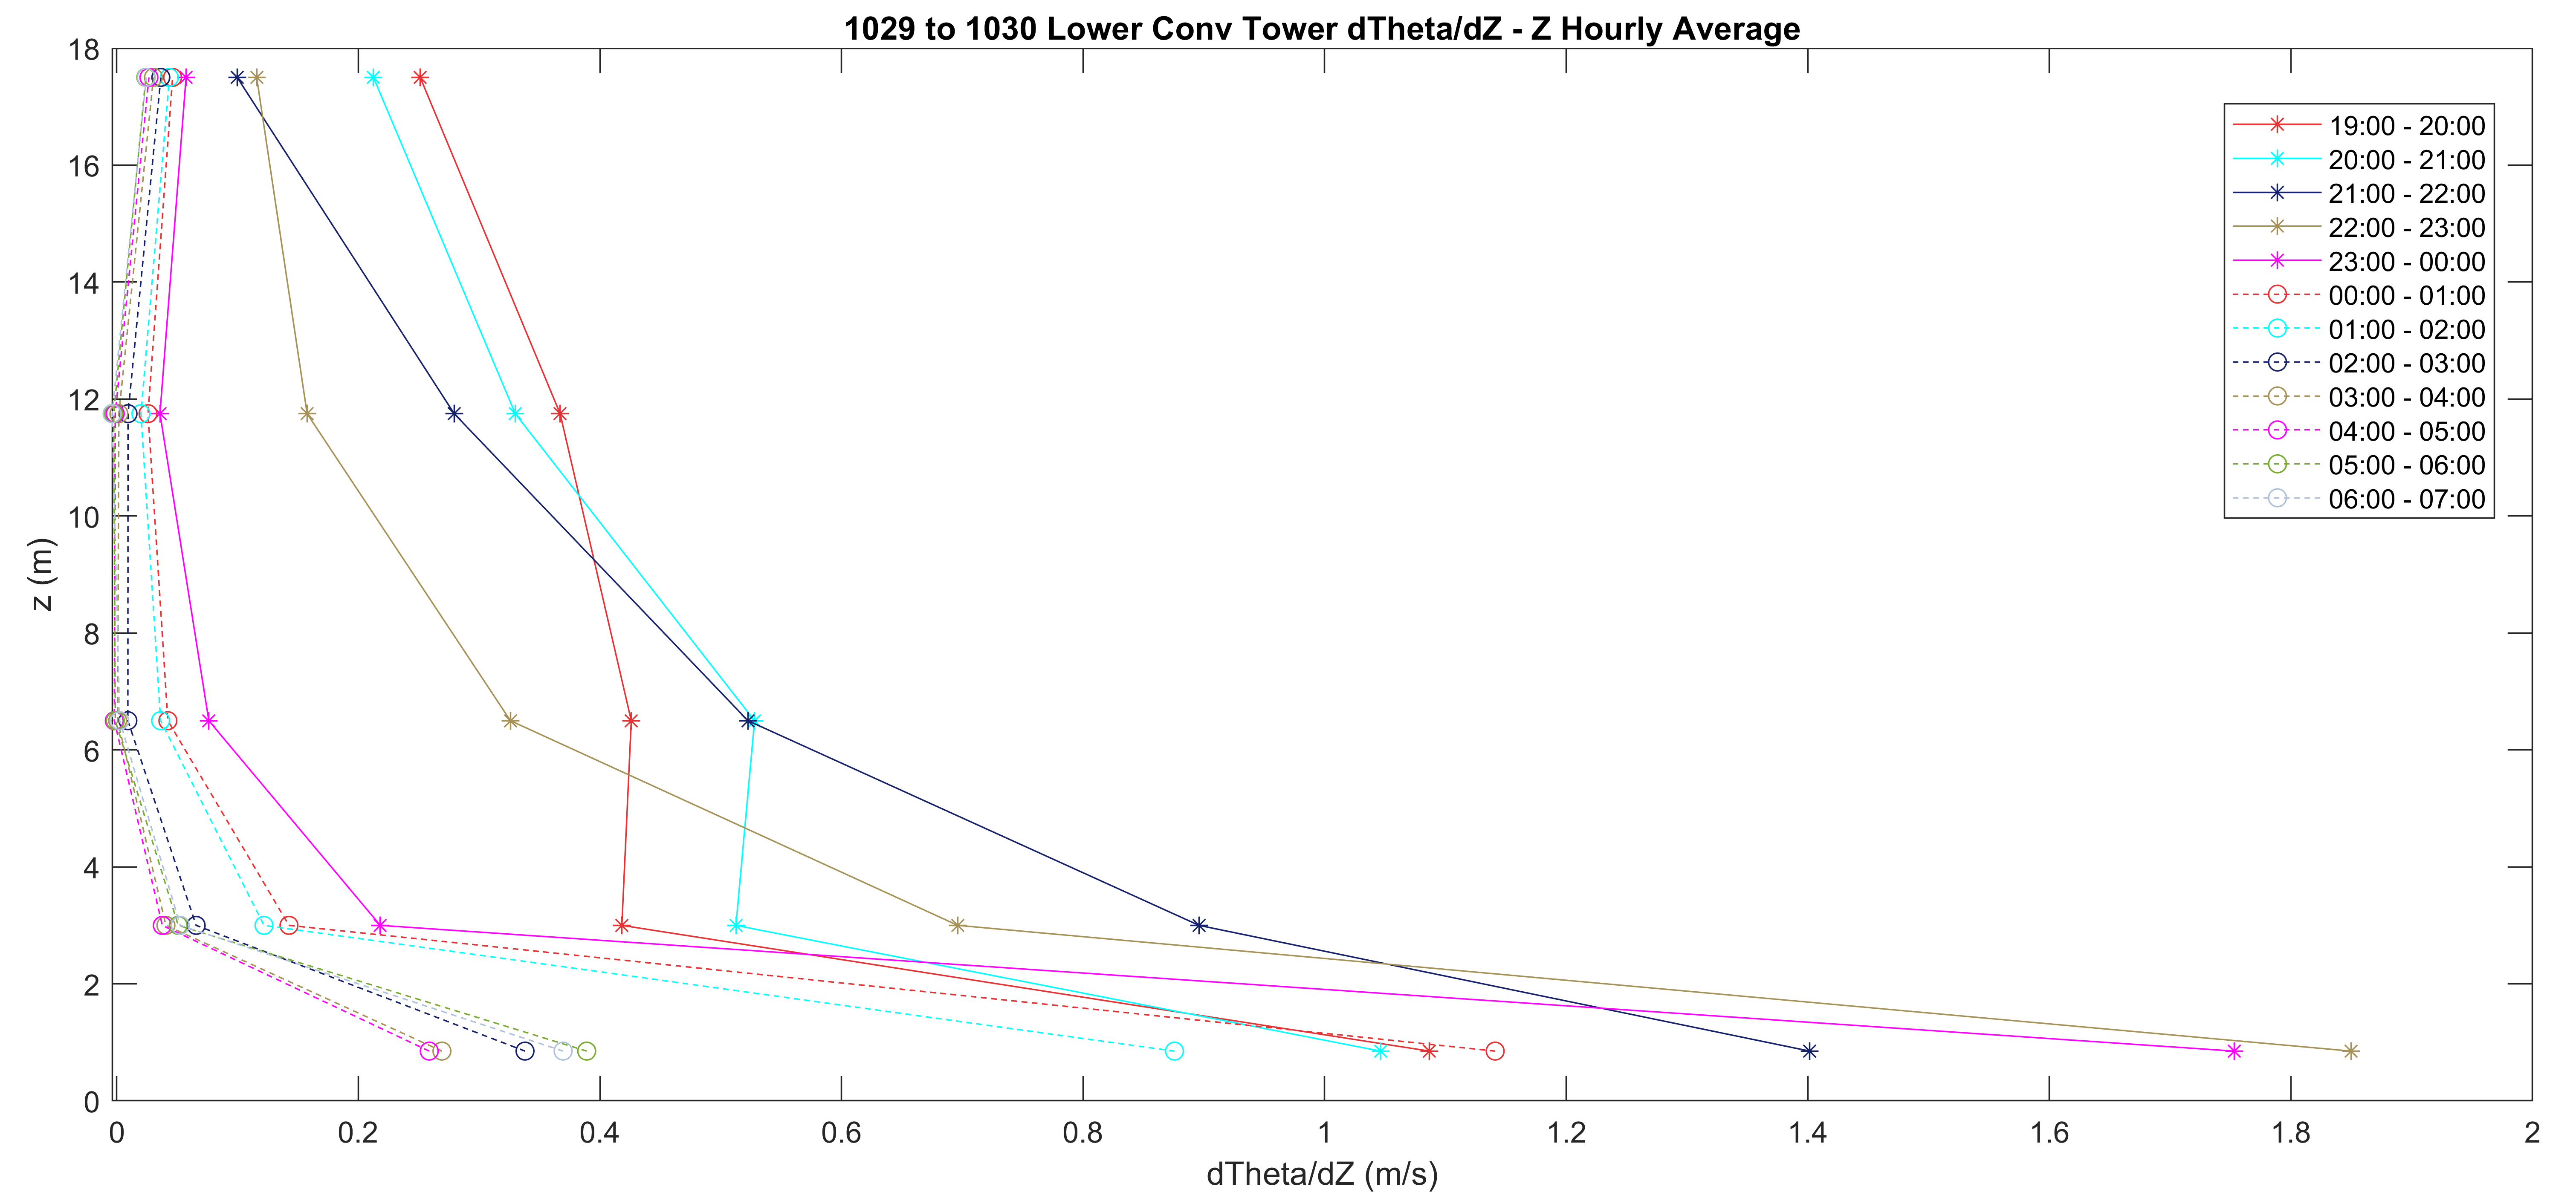 1029 to 1030 Lower Conv Tower dTheta/dZ - Z Hourly Average
18
16
14
12
10
8
6
4
2
0
z (m)
0 0.2 0.4 0.6 0.8 1 1.2 1.4 1.6 1.8 2
dTheta/dZ (m/s)
19:00 - 20:00
20:00 - 21:00
21:00 - 22:00
22:00 - 23:00
23:00 - 00:00
00:00 - 01:00
01:00 - 02:00
02:00 - 03:00
03:00 - 04:00
04:00 - 05:00
05:00 - 06:00
06:00 - 07:00